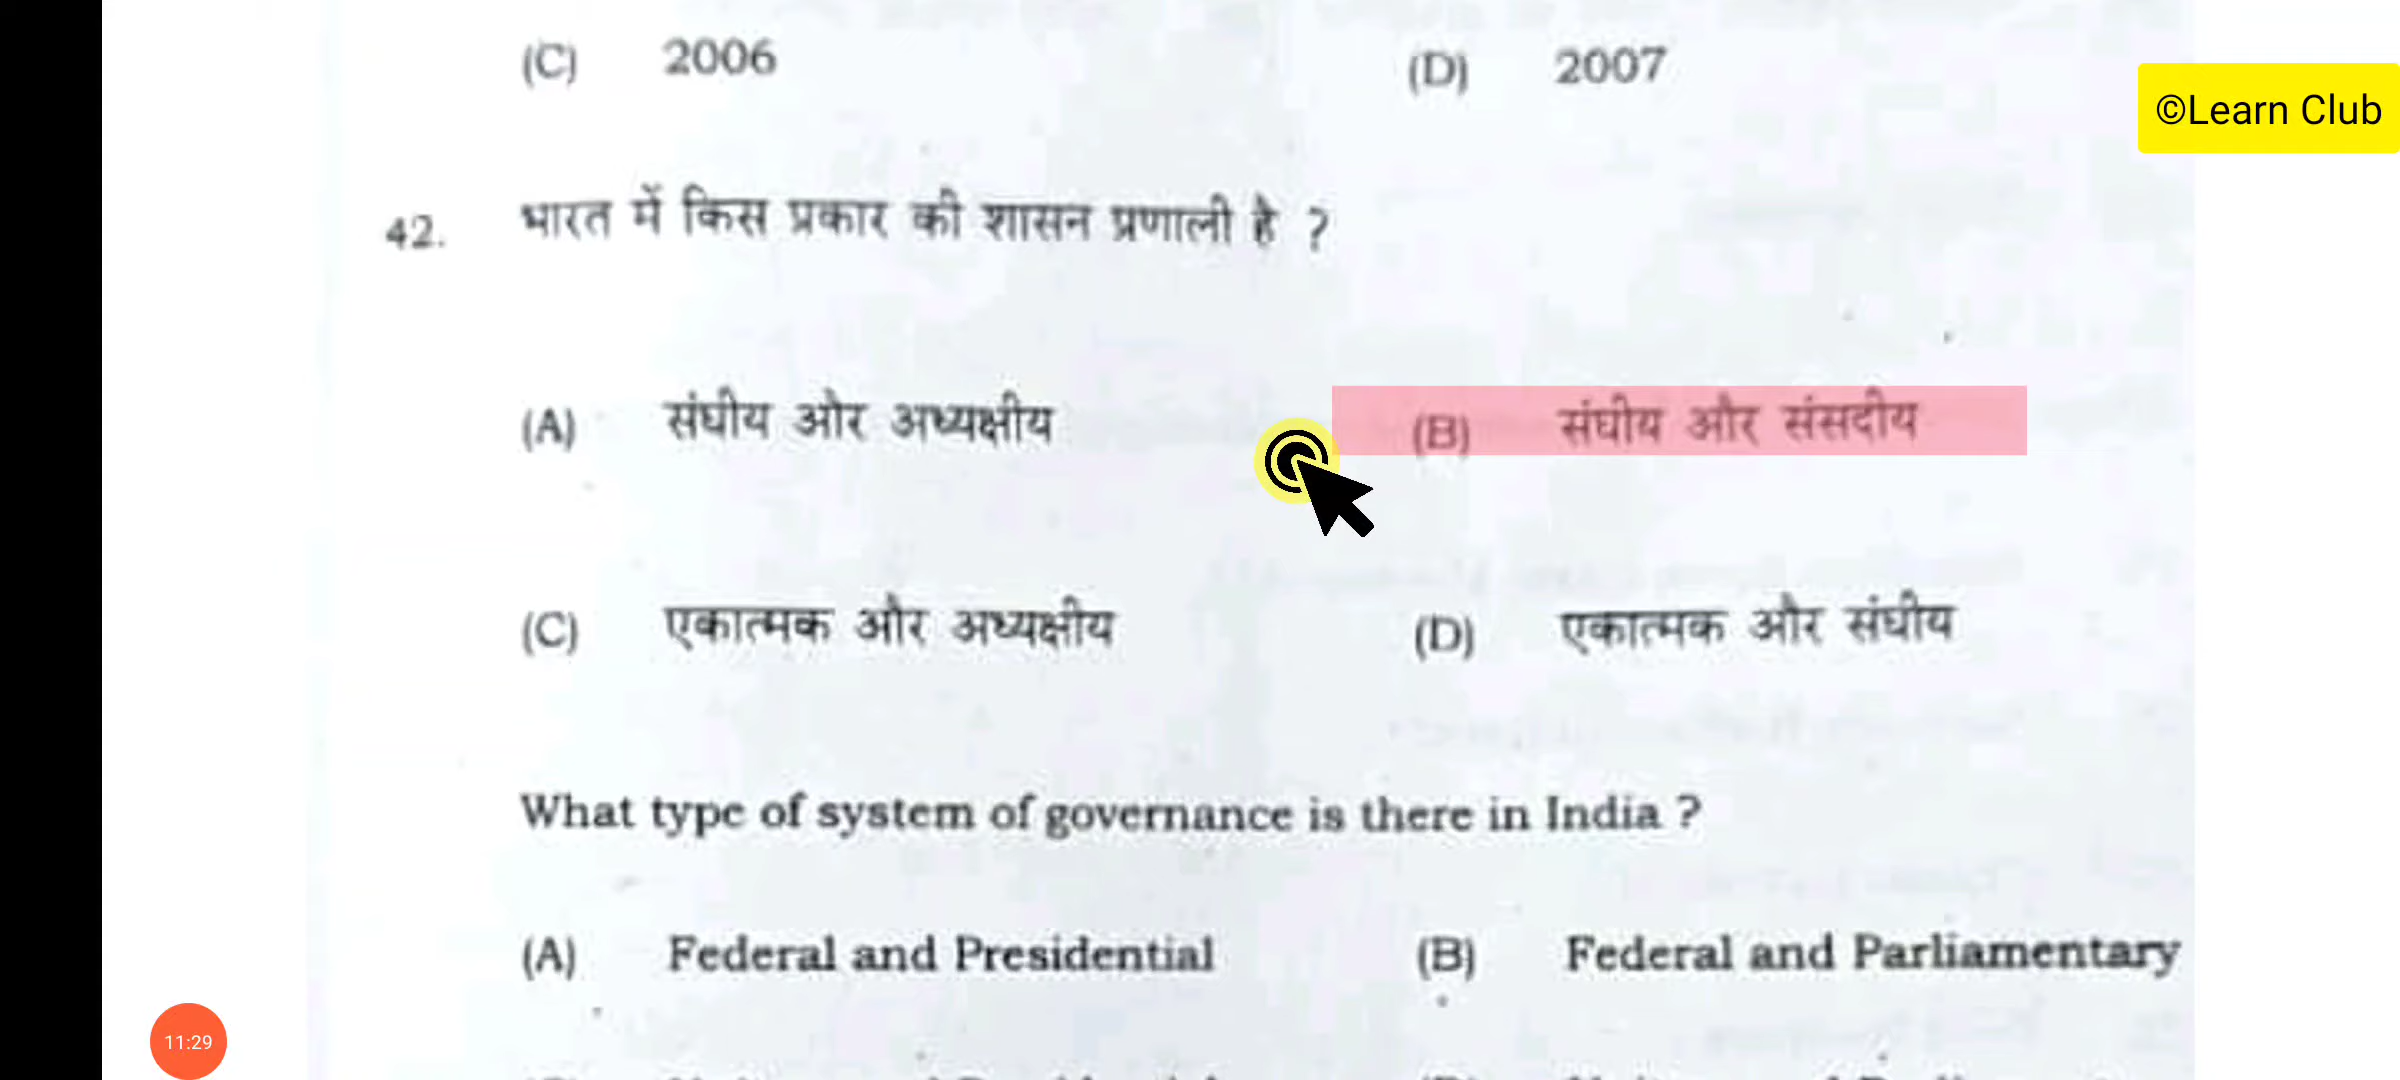 (C) 2006 (D) 2007
©Learn Club
42. भारत में किस प्रकार की शासन प्रणाली है ?
(A) संघीय और अध्यक्षीय (B) संघीय और संसदीय
(C) एकात्मक और अध्यक्षीय (D) एकात्मक और संघीय
What type of system of governance is there in India ?
(A) Federal and Presidential (B) Federal and Parliamentary
11:29